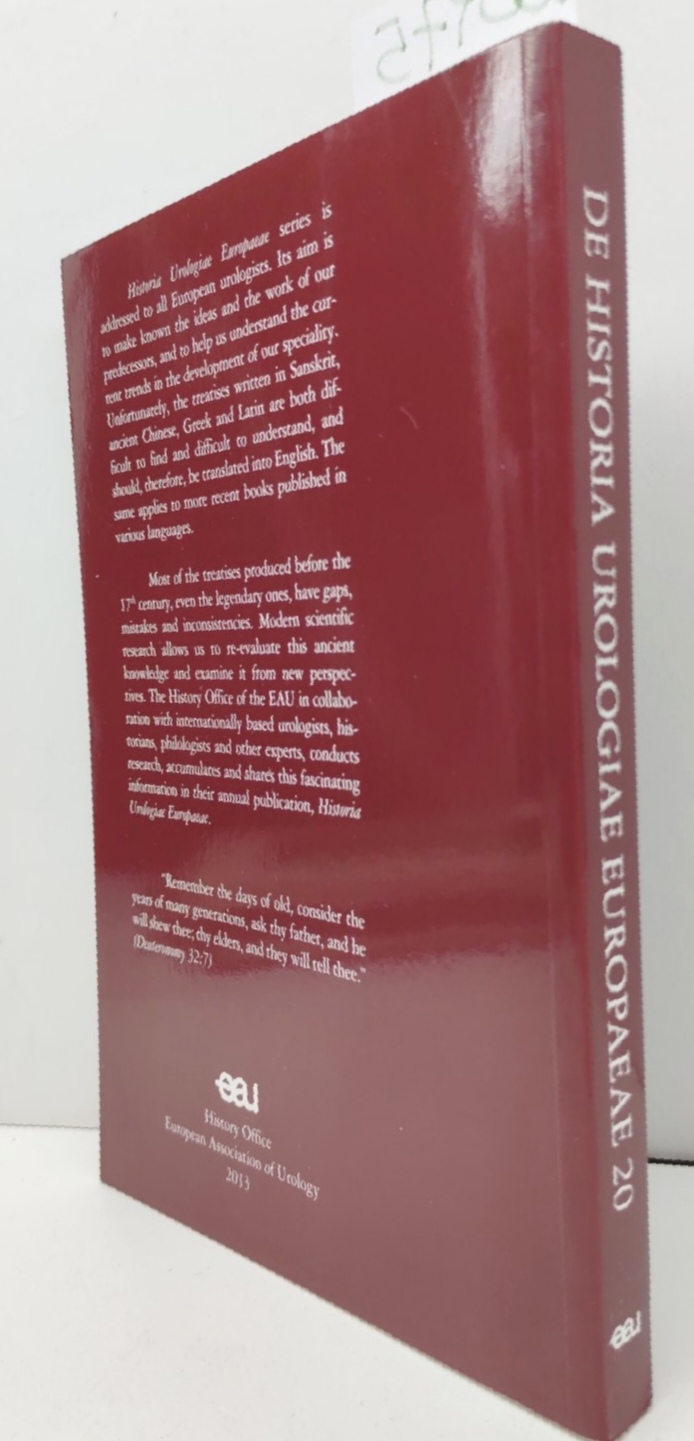 Historia Urologiae Europaeae series is
addressed to all European urologists. Its aim is
to make known the ideas and the work of our
predecessors, and to help us understand the cur-
rent trends in the development of our speciality.
Unfortunately, the treatises written in Sanskrit,
ancient Chinese, Greek and Latin are both dif-
ficult to find and difficult to understand, and
should, therefore, be translated into English. The
same applies to more recent books published in
various languages.
Most of the treatises produced before the
17th century, even the legendary ones, have gaps,
mistakes and inconsistencies. Modern scientific
research allows us to re-evaluate this ancient
knowledge and examine it from new perspec-
tives. The History Office of the EAU in collabo-
ration with internationally based urologists, his-
torians, philologists and other experts, conducts
research, accumulates and shares this fascinating
information in their annual publication, Historia
Urologiae Europaeae.
"Remember the days of old, consider the
years of many generations, ask thy father, and he
will shew thee; thy elders, and they will tell thee."
(Deuteronomy 32:7)
eau
History Office
European Association of Urology
2013
DE HISTORIA UROLOGIAE EUROPAEAE 20
eau